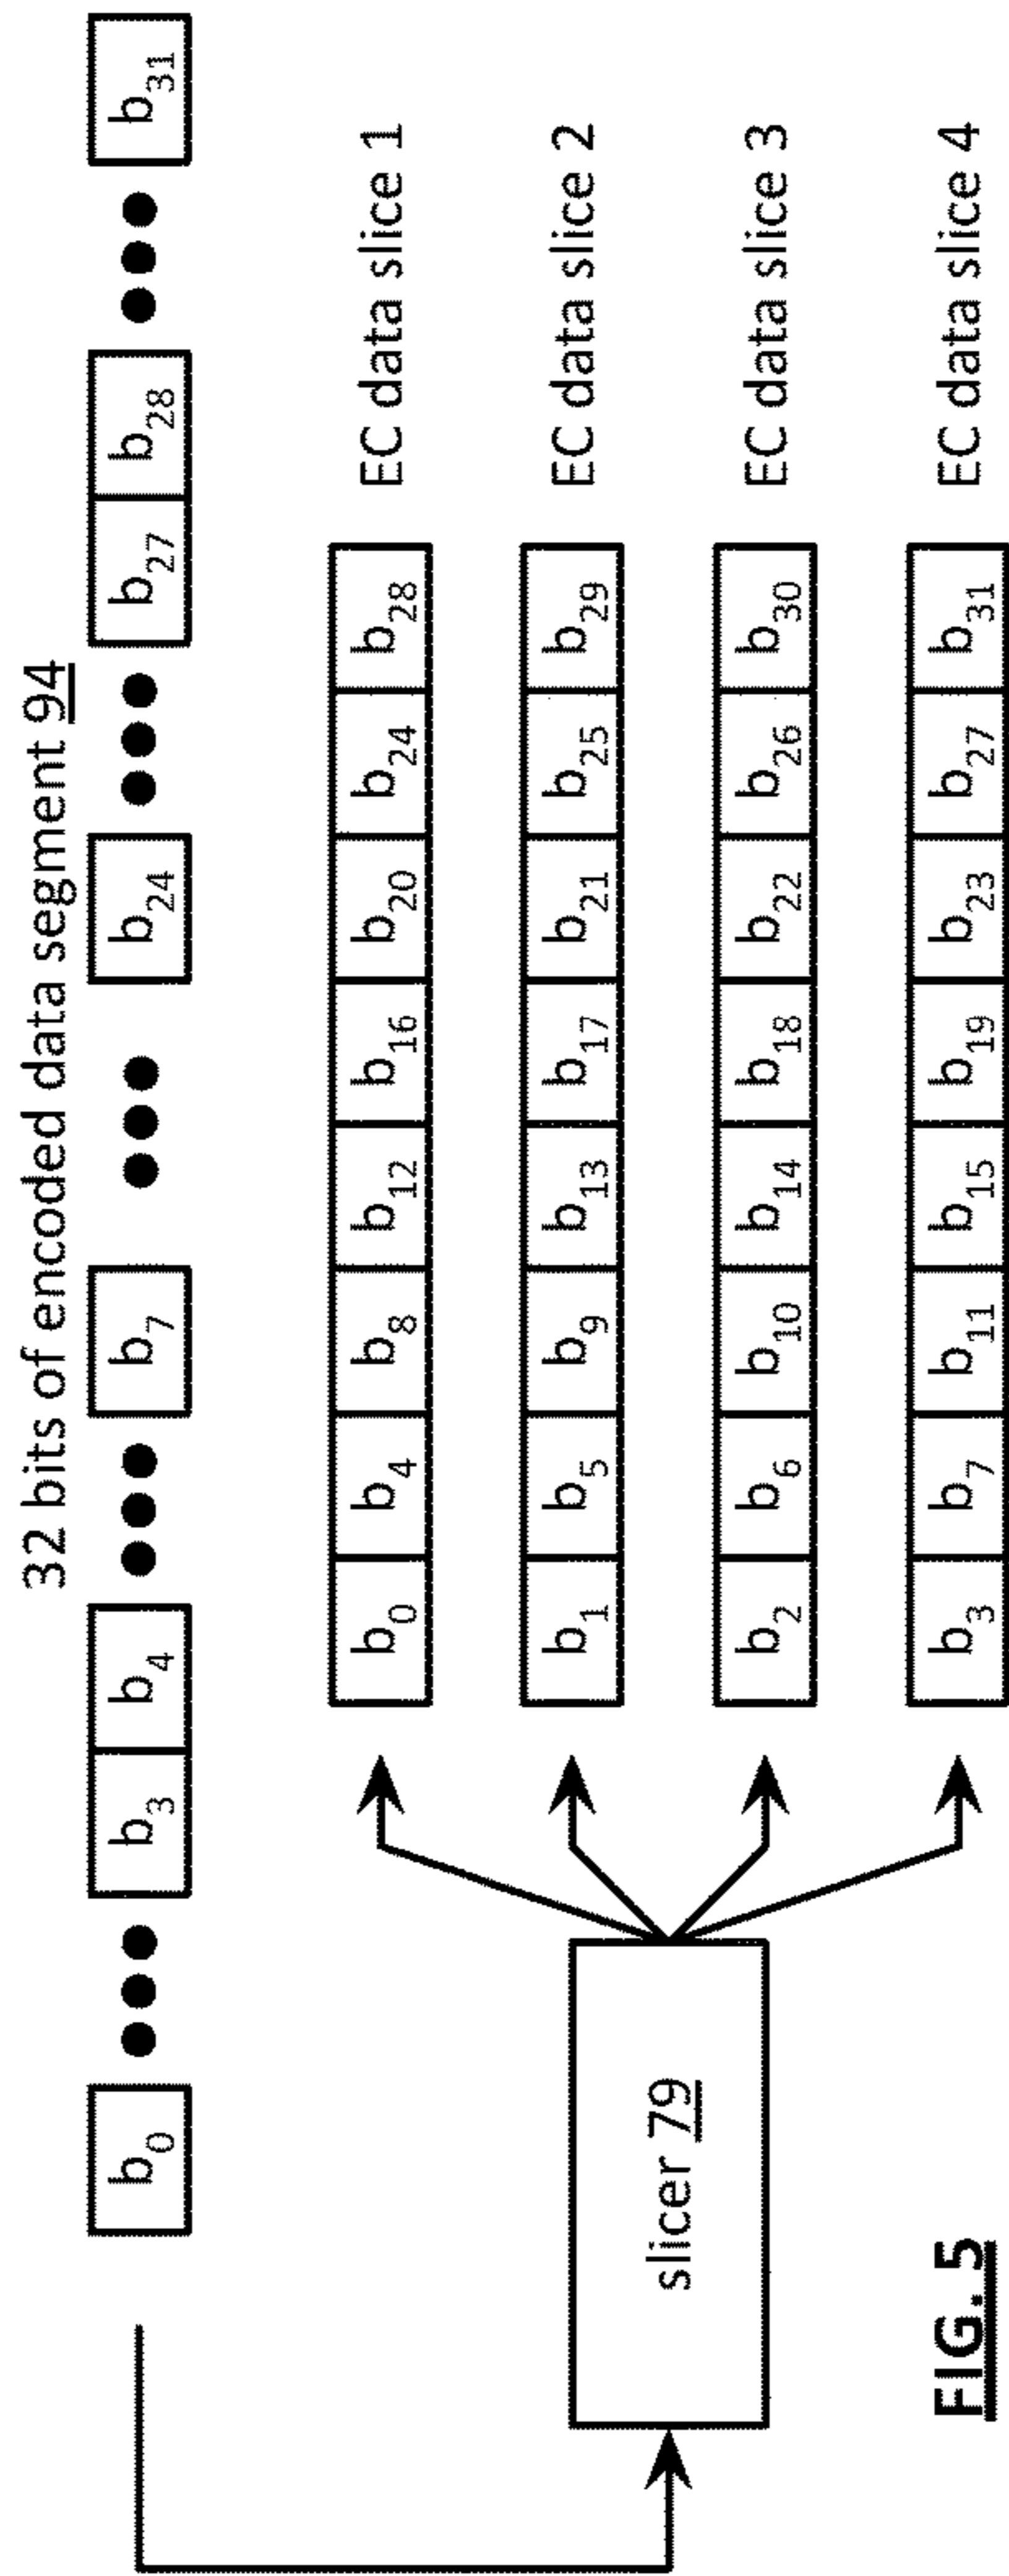 32 bits of encoded data segment 94
b0 ••• b3 b4 ••• b7 ••• b24 ••• b27 b28 ••• b31
b0 b4 b8 b12 b16 b20 b24 b28 EC data slice 1
b1 b5 b9 b13 b17 b21 b25 b29 EC data slice 2
slicer 79
b2 b6 b10 b14 b18 b22 b26 b30 EC data slice 3
b3 b7 b11 b15 b19 b23 b27 b31 EC data slice 4
FIG. 5